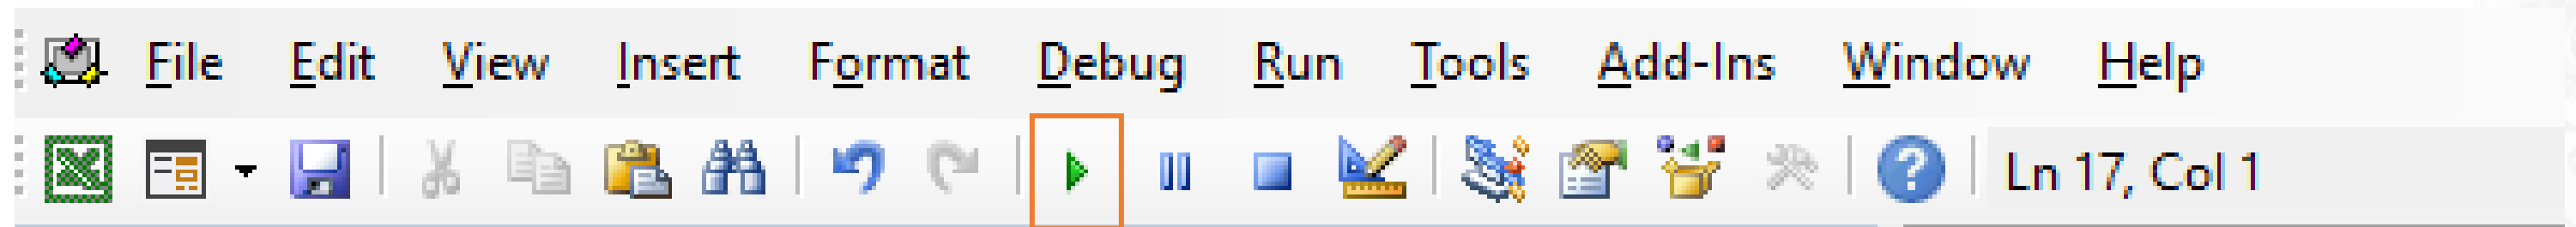 File Edit View Insert Format Debug Run Tools Add-Ins Window Help
Ln 17, Col 1